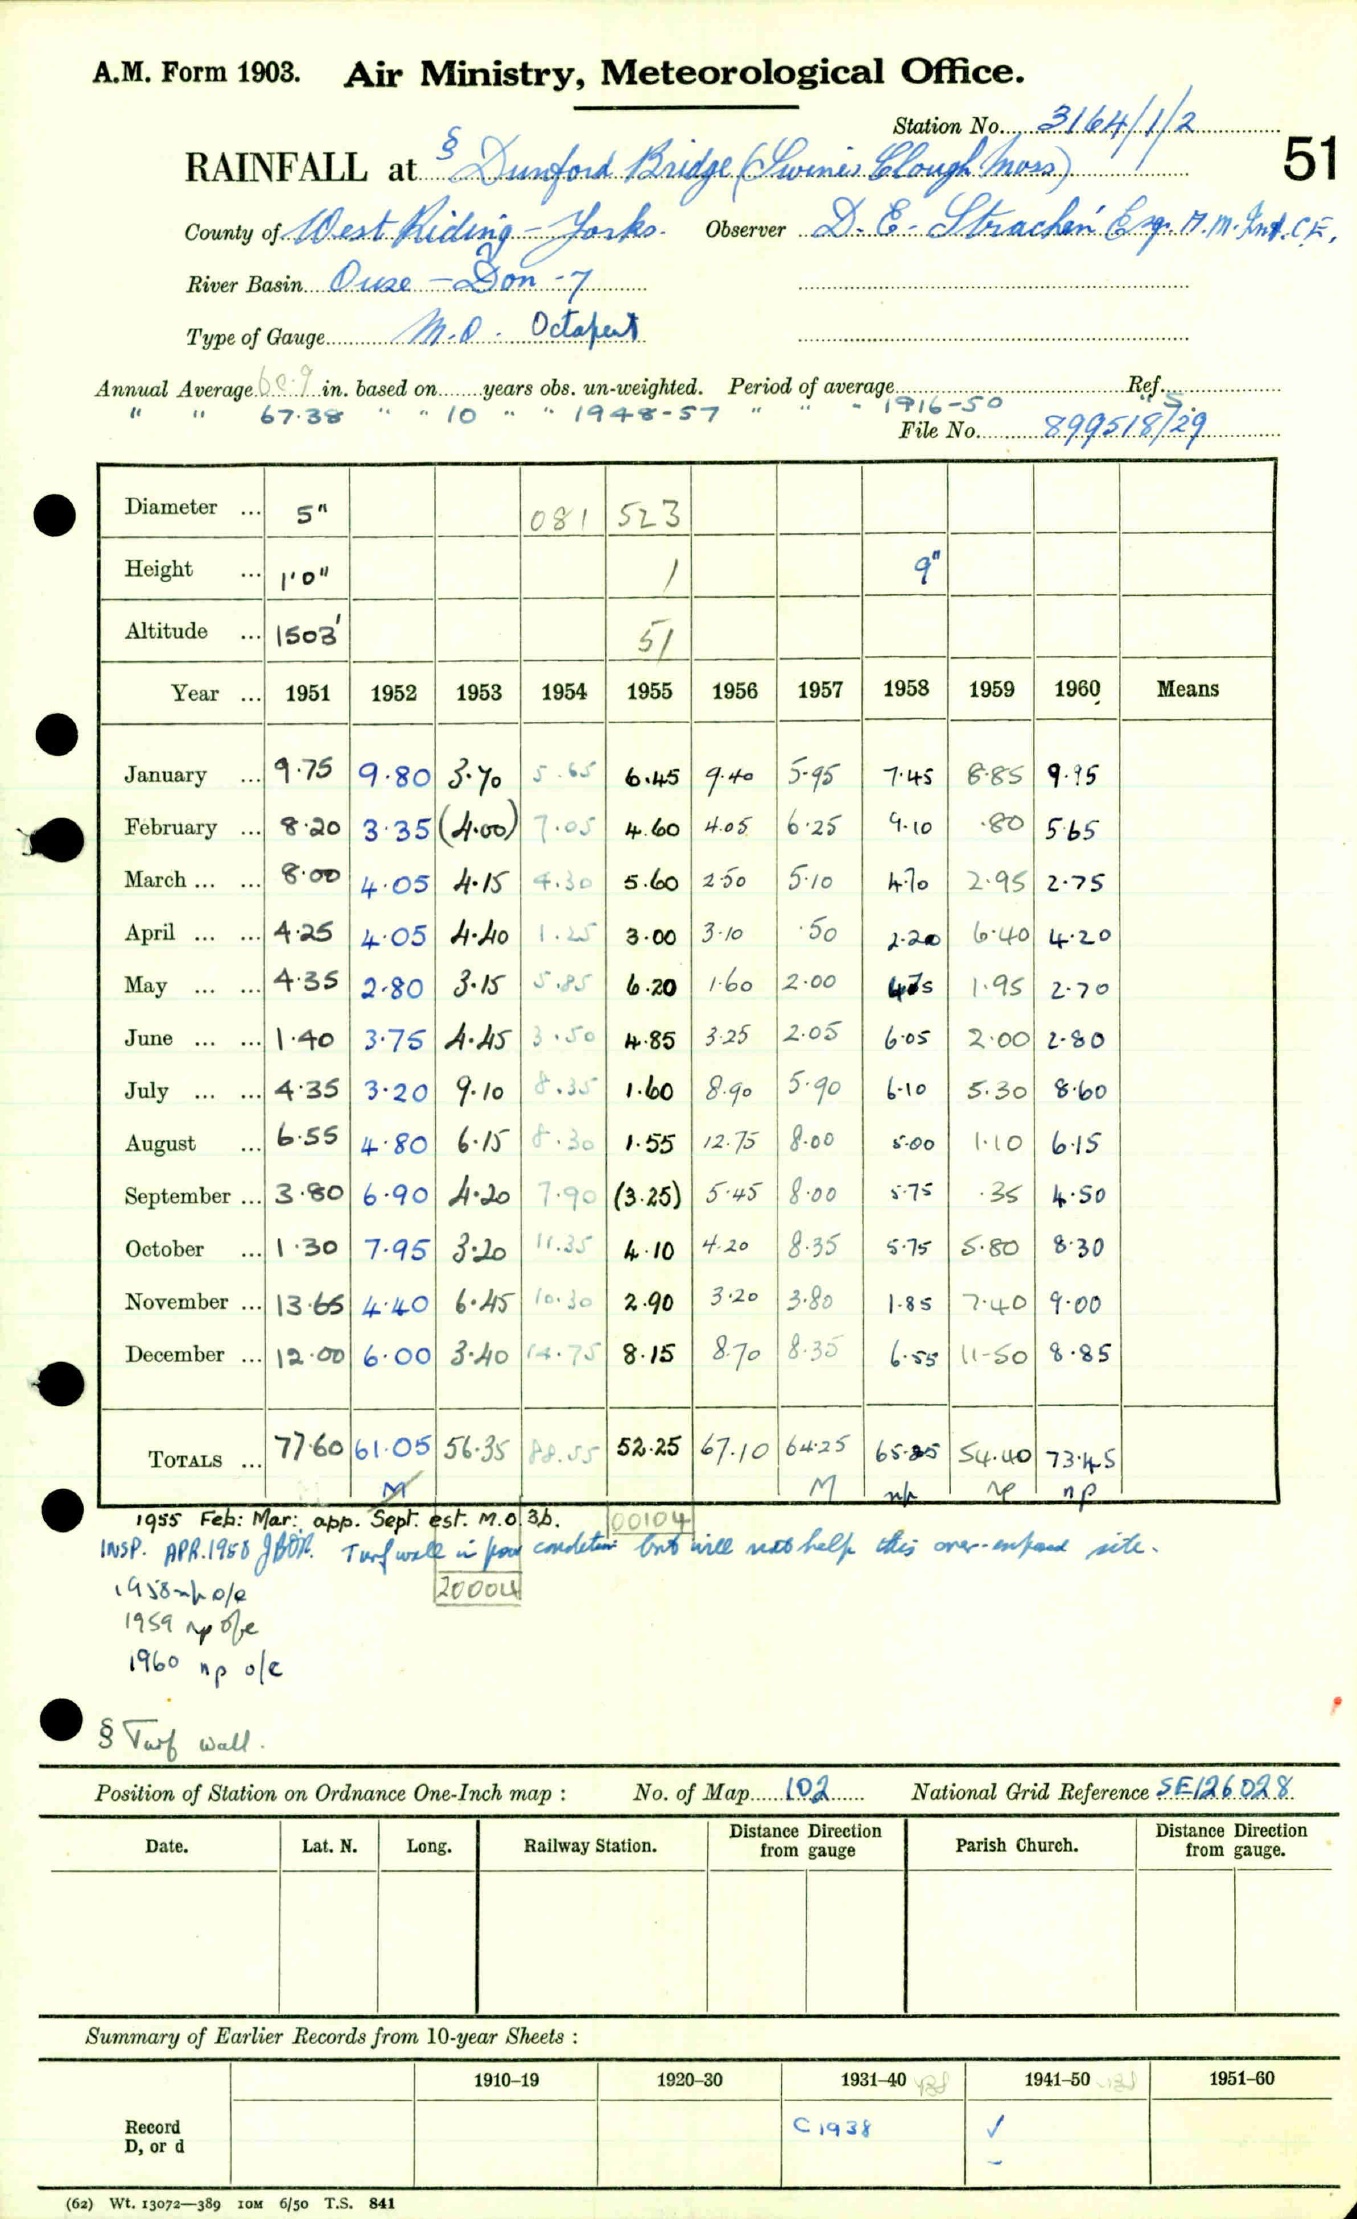 A.M. Form 1903. Air Ministry, Meteorological Office.
Station No. 3164/1/2
51
RAINFALL at § Dunford Bridge (Swines Clough Moss)
County of West Riding - Yorks. Observer D. E. Strachan Esq. A.M.Inst.C.E.
River Basin Ouse - Don - 7
Type of Gauge M.O. Octapent
Annual Average 60.9 in. based on ...... years obs. un-weighted. Period of average Ref.
" " 67.38 " " 10 " " 1948-57 " " - 1916-50 " 5.
File No. 899518/29
Diameter ... 5" 081 523
Height ... 1'0" 1 9"
Altitude ... 1503' 51
Year ... 1951 1952 1953 1954 1955 1956 1957 1958 1959 1960 Means
January ... 9.75 9.80 3.70 5.65 6.45 9.40 5.95 7.45 8.85 9.95
February ... 8.20 3.35 (4.00) 7.05 4.60 4.05 6.25 9.10 .80 5.65
March ... ... 8.00 4.05 4.15 4.30 5.60 2.50 5.10 4.70 2.95 2.75
April ... ... 4.25 4.05 4.40 1.25 3.00 3.10 .50 2.20 6.40 4.20
May ... ... 4.35 2.80 3.15 5.85 6.20 1.60 2.00 4.75 1.95 2.70
June ... ... 1.40 3.75 4.45 3.50 4.85 3.25 2.05 6.05 2.00 2.80
July ... ... 4.35 3.20 9.10 8.35 1.60 8.90 5.90 6.10 5.30 8.60
August ... 6.55 4.80 6.15 8.30 1.55 12.75 8.00 5.00 1.10 6.15
September ... 3.80 6.90 4.20 7.90 (3.25) 5.45 8.00 5.75 .35 4.50
October ... 1.30 7.95 3.20 11.35 4.10 4.20 8.35 5.75 5.80 8.30
November ... 13.65 4.40 6.45 10.30 2.90 3.20 3.80 1.85 7.40 9.00
December ... 12.00 6.00 3.40 14.75 8.15 8.70 8.35 6.55 11.50 8.85
TOTALS ... 77.60 61.05 56.35 88.55 52.25 67.10 64.25 65.25 54.40 73.45
M M np np np
1955 Feb: Mar: app. Sept. est. M.O.3b. 00104
INSP. APR.1958 Turf wall in poor condition but will not help this over-exposed site.
1958 np o/e 20004
1959 np o/e
1960 np o/e
§ Turf wall.
Position of Station on Ordnance One-Inch map : No. of Map 102 National Grid Reference SE126028
Date. Lat. N. Long. Railway Station. Distance from gauge Direction Parish Church. Distance from gauge. Direction
Summary of Earlier Records from 10-year Sheets :
1910–19 1920–30 1931–40 1941–50 1951–60
Record C 1938 ✓
D, or d –
(62) Wt. 13072—389 10M 6/50 T.S. 841